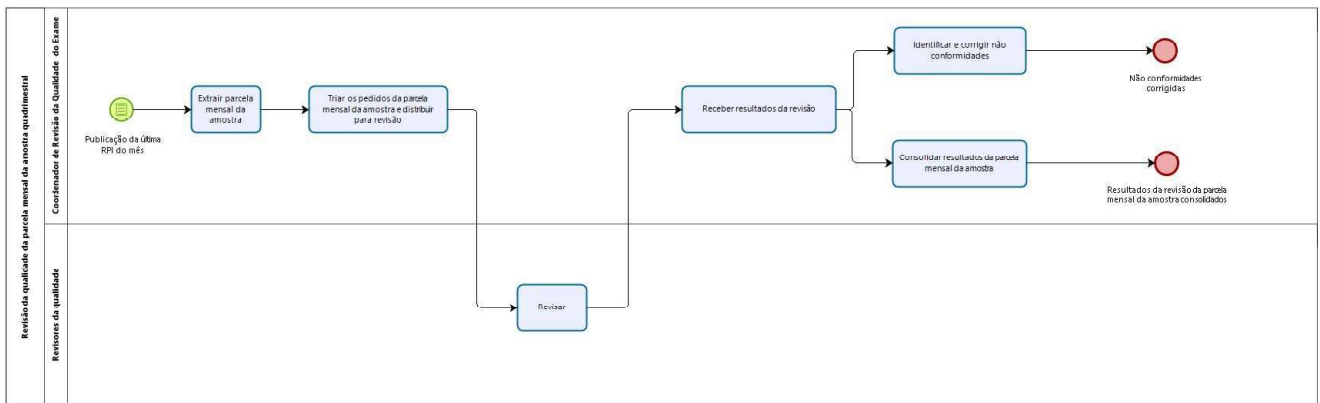 Revisão da qualidade da parcela mensal da amostra quadrimestral
Coordenador de Revisão da Qualidade do Exame
Publicação da última
RPI do mês
Extrair parcela
mensal da
amostra
Triar os pedidos da parcela
mensal da amostra e distribuir
para revisão
Receber resultados da revisão
Identificar e corrigir não
conformidades
Não conformidades
corrigidas
Consolidar resultados da parcela
mensal da amostra
Resultados da revisão da parcela
mensal da amostra consolidados
Revisores da qualidade
Revisar